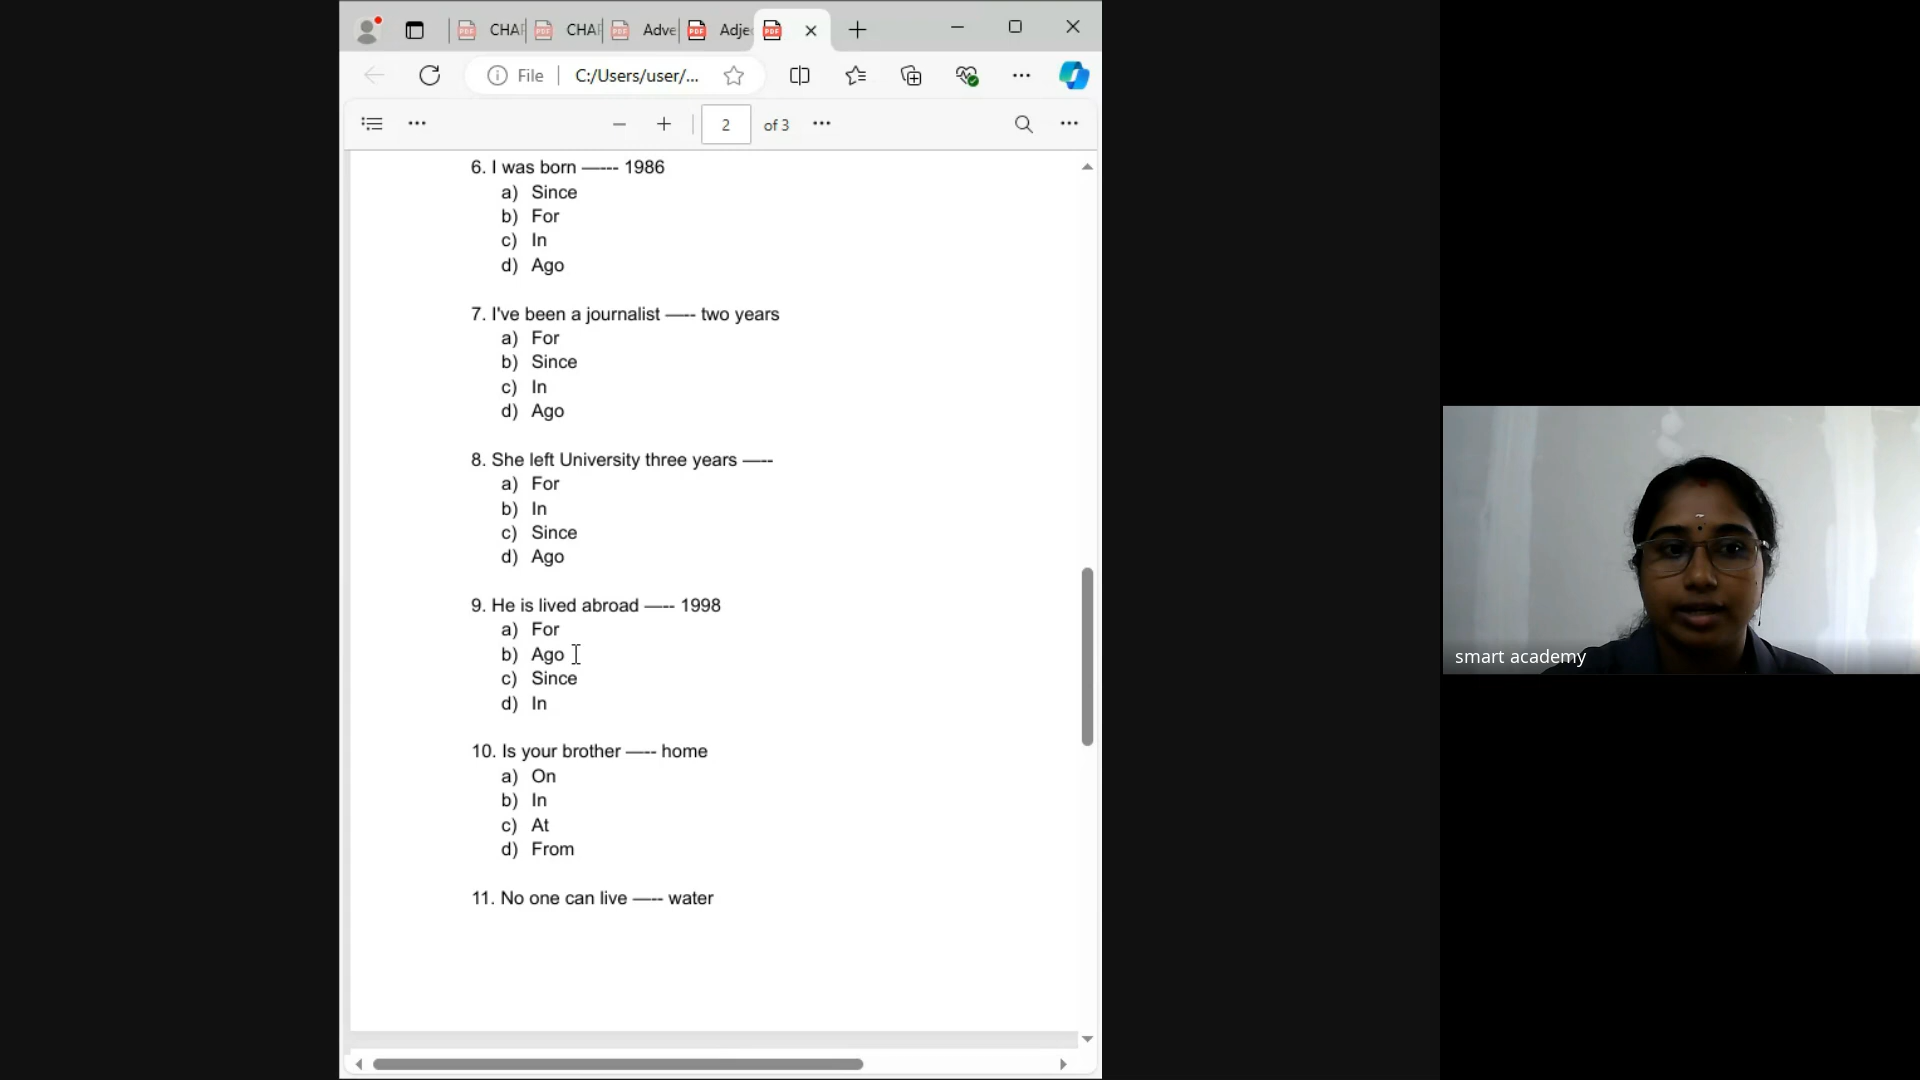 CHAI
CHAI
Adve
Adje
File
C:/Users/user/...
2
of 3
6. I was born —--- 1986
a) Since
b) For
c) In
d) Ago
7. I've been a journalist —-- two years
a) For
b) Since
c) In
d) Ago
8. She left University three years —--
a) For
b) In
c) Since
d) Ago
9. He is lived abroad —-- 1998
a) For
b) Ago
c) Since
d) In
10. Is your brother —-- home
a) On
b) In
c) At
d) From
11. No one can live —-- water
smart academy